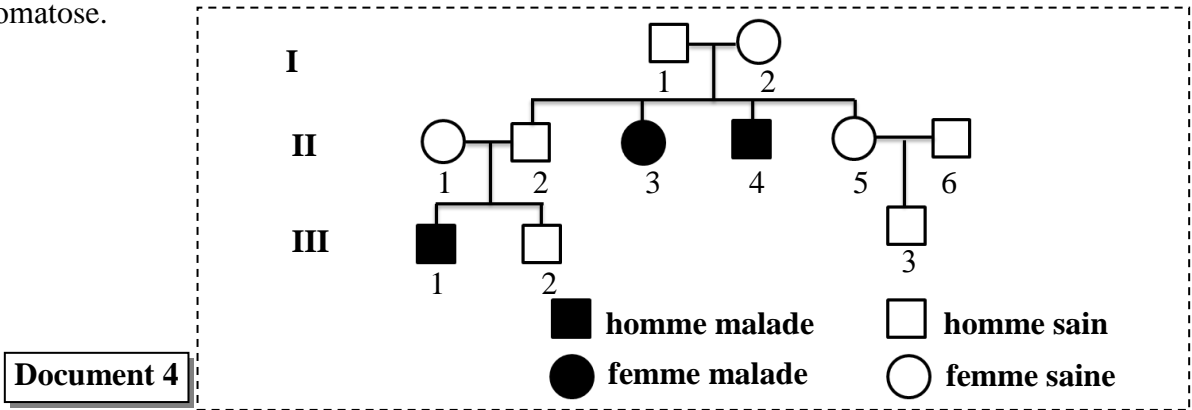 omatose.
I
1 2
II
1 2 3 4 5 6
III
1 2 3
homme malade homme sain
femme malade femme saine
Document 4